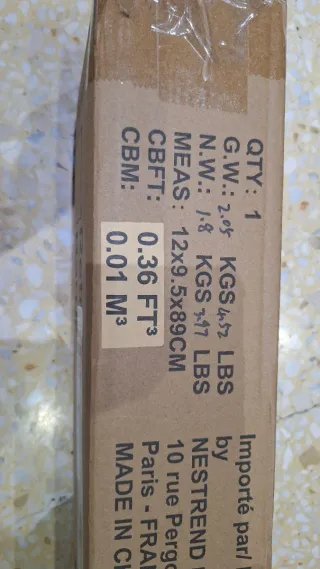 QTY: 1
G.W.: 2.05 KGS 4.52 LBS
N.W.: 1.8 KGS 3.97 LBS
MEAS: 12x9.5x89CM
CBFT: 0.36 FT³
CBM: 0.01 M³
Importé par/
by
NESTREND
10 rue Pergo
Paris - FRA
MADE IN CH